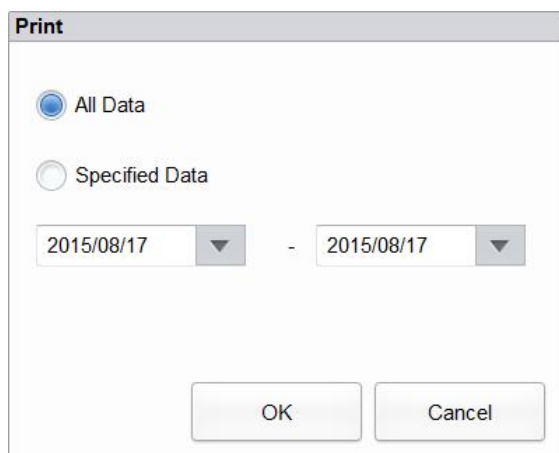 Print
All Data
Specified Data
2015/08/17 - 2015/08/17
OK Cancel